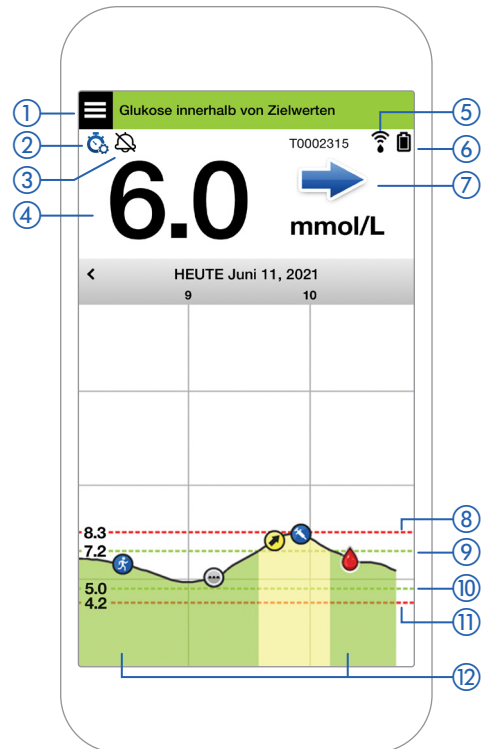 ① Glukose innerhalb von Zielwerten
②
③
T0002315
⑤
⑥
④ 6.0 mmol/L ⑦
HEUTE Juni 11, 2021
9 10
8.3 ⑧
7.2 ⑨
5.0 ⑩
4.2 ⑪
⑫